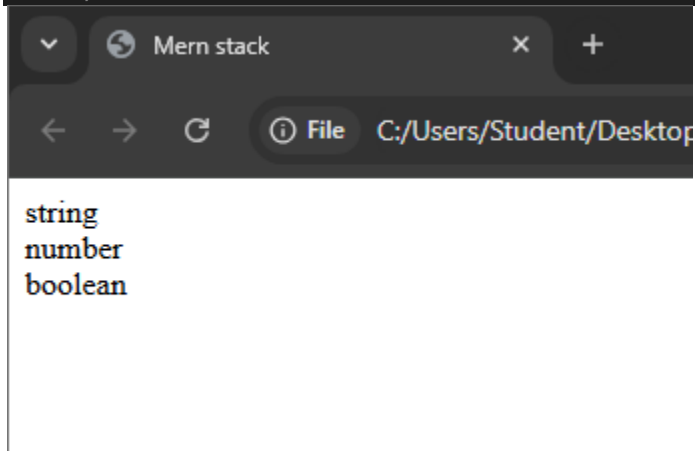 Mern stack
File C:/Users/Student/Desktop
string
number
boolean